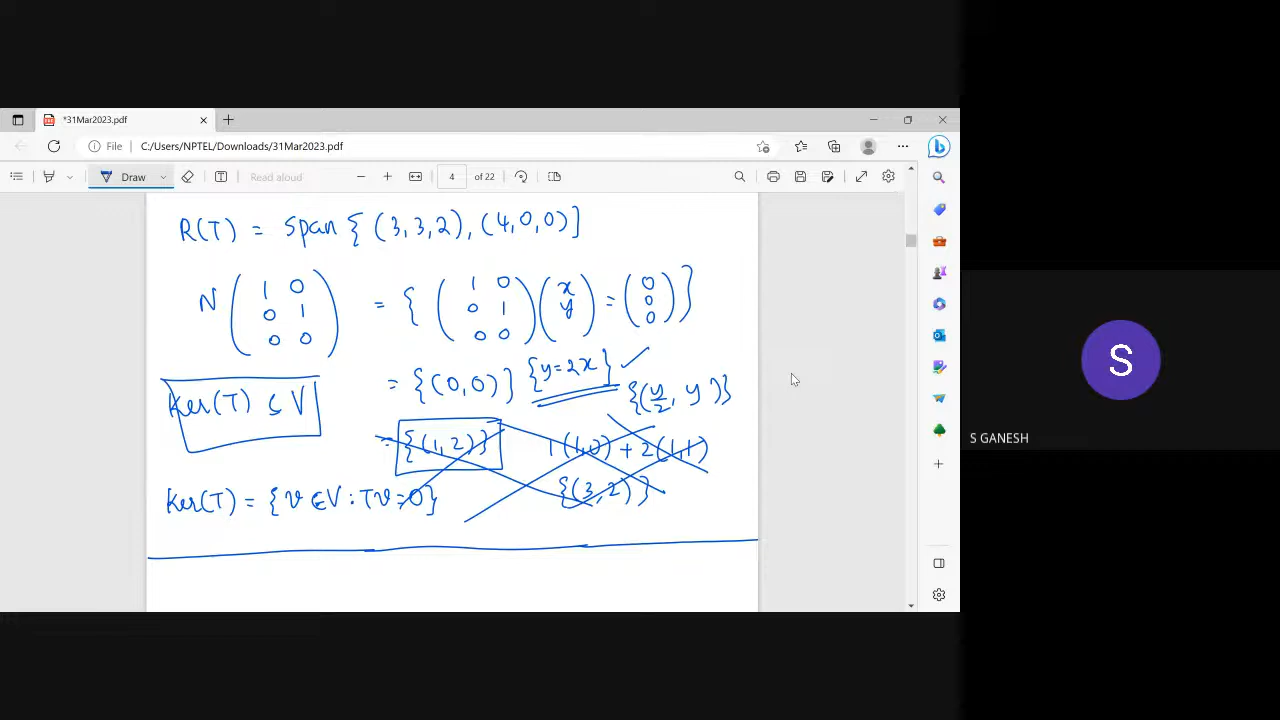 *31Mar2023.pdf
File C:/Users/NPTEL/Downloads/31Mar2023.pdf
Draw Read aloud 4 of 22
R(T) = span { (3,3,2), (4,0,0) ]
N ( 1 0 = { ( 1 0 ) ( x ) = ( 0 ) }
0 1 0 1 y 0
0 0 ) 0 0 0
= { (0,0) } {y=2x} ✓
Ker(T) ⊆ V { (y/2, y) }
= { (1,2) } 1(1,0) + 2(1,1)
Ker(T) = { v ∈ V : Tv = 0 } { (3,2) }
S
S GANESH